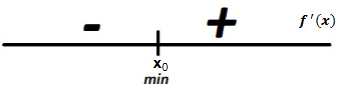 - + f '(x)
x₀
min